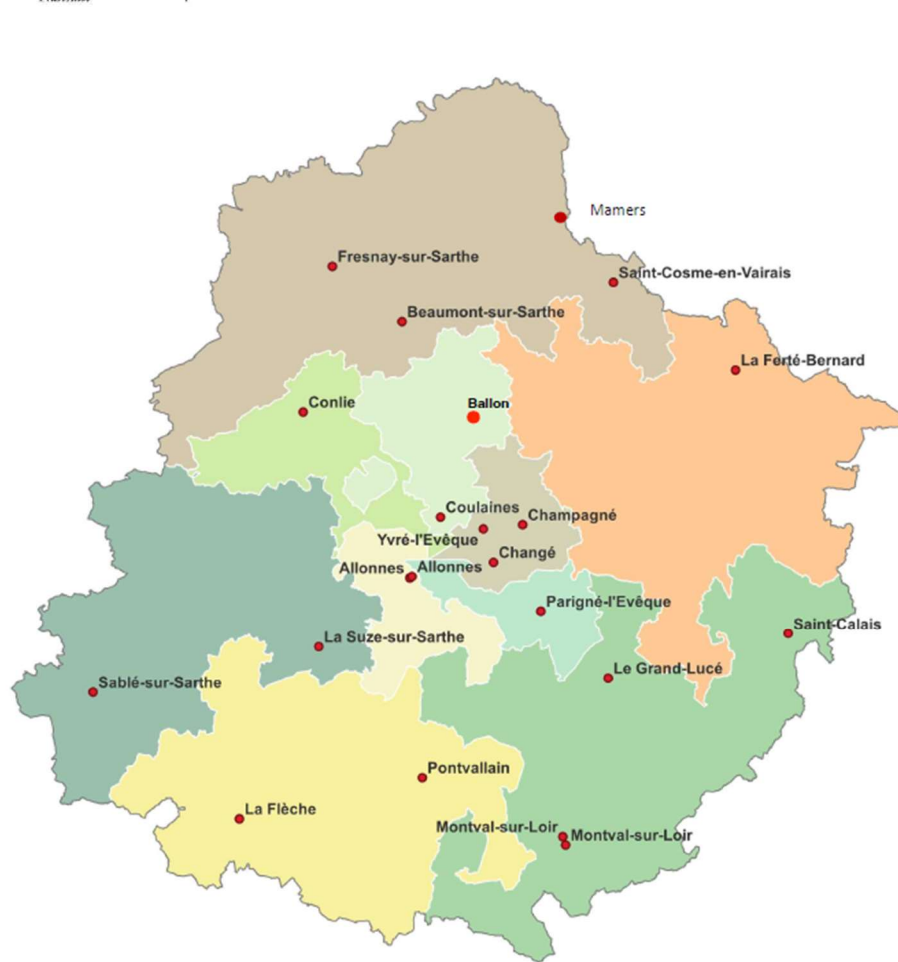 Mamers
Fresnay-sur-Sarthe
Saint-Cosme-en-Vairais
Beaumont-sur-Sarthe
La Ferté-Bernard
Conlie
Ballon
Coulaines
Champagné
Yvré-l'Evêque
Changé
Allonnes
Allonnes
Parigné-l'Evêque
Saint-Calais
La Suze-sur-Sarthe
Le Grand-Lucé
Sablé-sur-Sarthe
Pontvallain
La Flèche
Montval-sur-Loir
Montval-sur-Loir